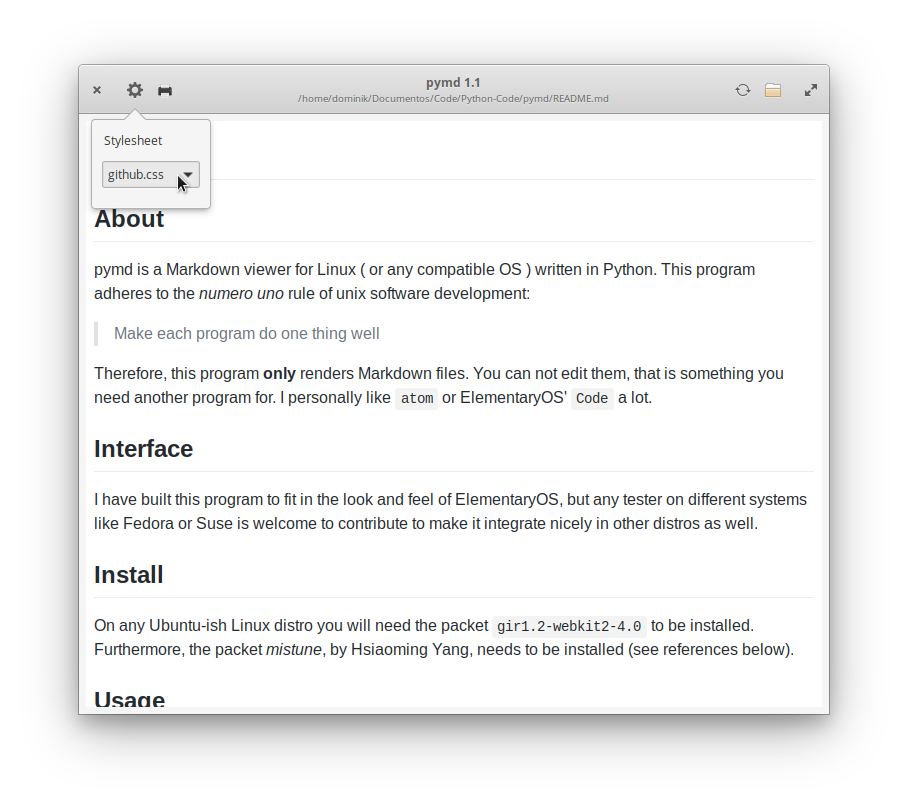 pymd 1.1
/home/dominik/Documentos/Code/Python-Code/pymd/README.md
Stylesheet
github.css
About
pymd is a Markdown viewer for Linux ( or any compatible OS ) written in Python. This program
adheres to the numero uno rule of unix software development:
Make each program do one thing well
Therefore, this program only renders Markdown files. You can not edit them, that is something you
need another program for. I personally like atom or ElementaryOS' Code a lot.
Interface
I have built this program to fit in the look and feel of ElementaryOS, but any tester on different systems
like Fedora or Suse is welcome to contribute to make it integrate nicely in other distros as well.
Install
On any Ubuntu-ish Linux distro you will need the packet gir1.2-webkit2-4.0 to be installed.
Furthermore, the packet mistune, by Hsiaoming Yang, needs to be installed (see references below).
Usage